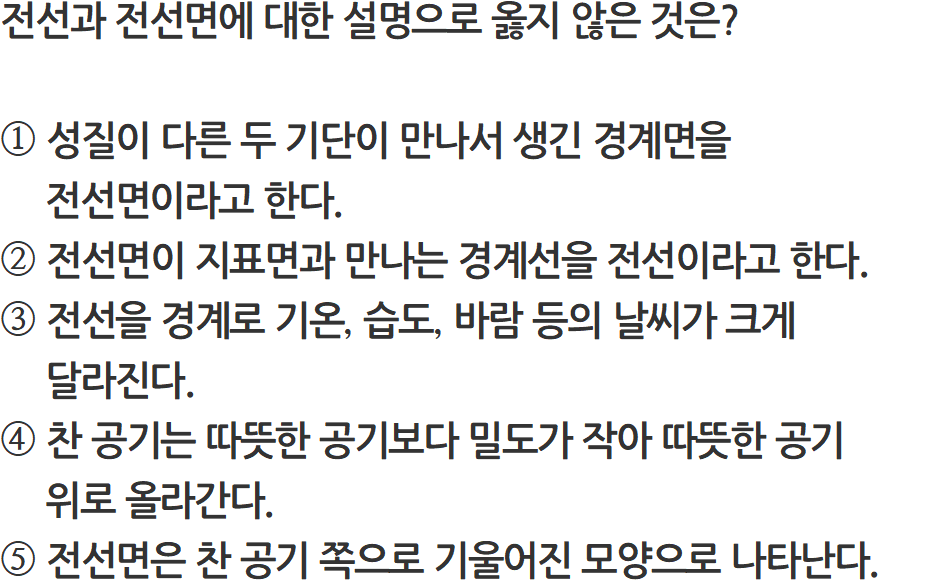 전선과 전선면에 대한 설명으로 옳지 않은 것은?
① 성질이 다른 두 기단이 만나서 생긴 경계면을
전선면이라고 한다.
② 전선면이 지표면과 만나는 경계선을 전선이라고 한다.
③ 전선을 경계로 기온, 습도, 바람 등의 날씨가 크게
달라진다.
④ 찬 공기는 따뜻한 공기보다 밀도가 작아 따뜻한 공기
위로 올라간다.
⑤ 전선면은 찬 공기 쪽으로 기울어진 모양으로 나타난다.